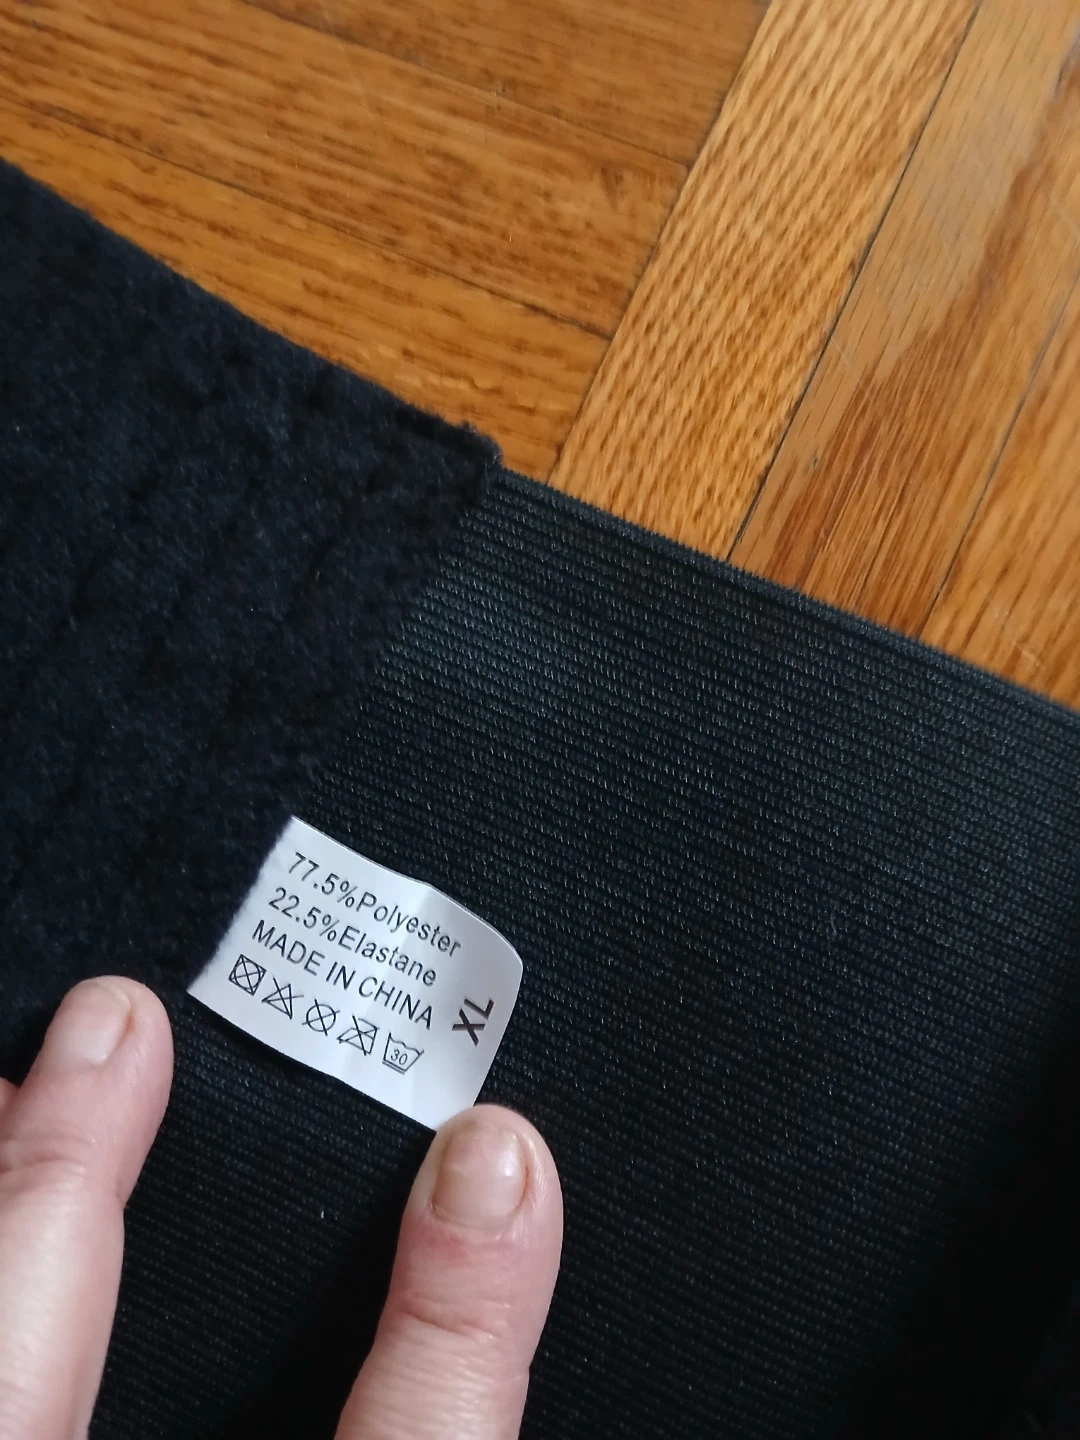 77.5%Polyester
22.5%Elastane
MADE IN CHINA
30
XL